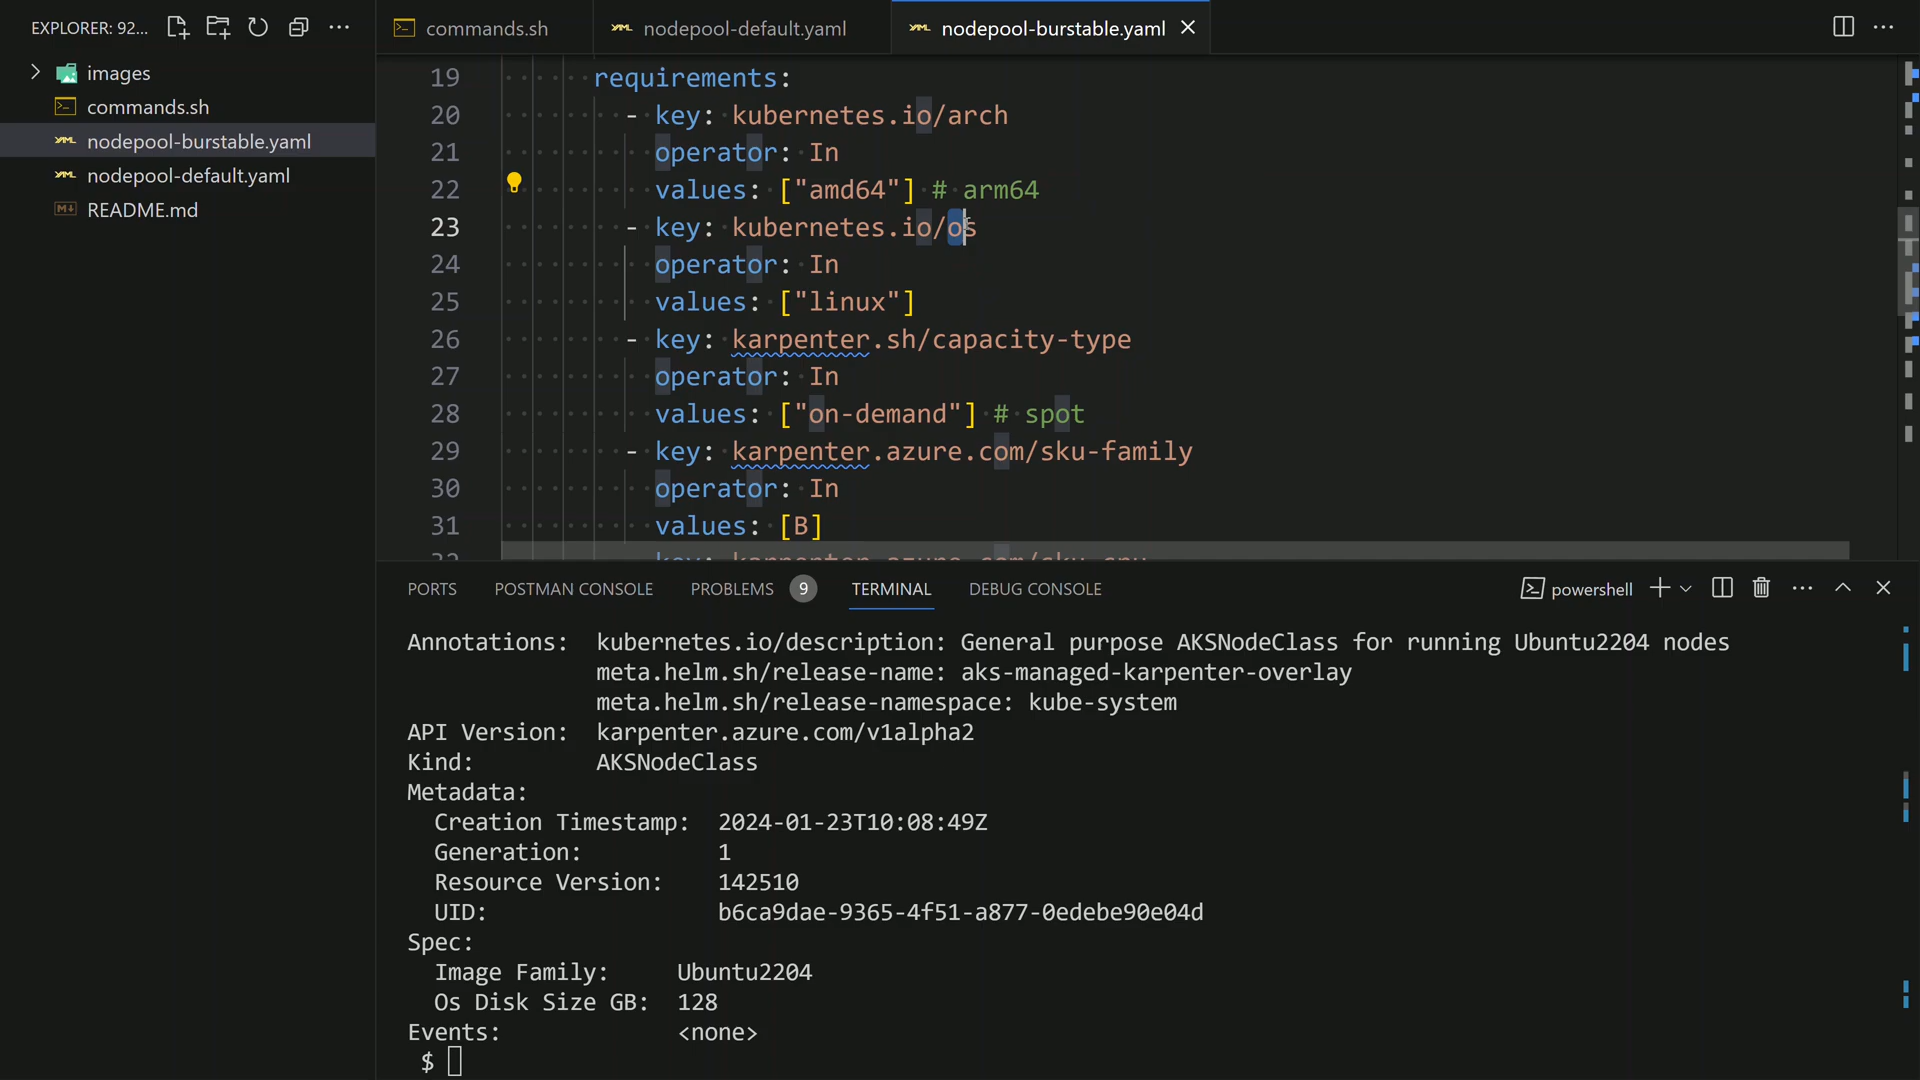 EXPLORER: 92...
images
commands.sh
nodepool-burstable.yaml
nodepool-default.yaml
README.md
commands.sh
nodepool-default.yaml
nodepool-burstable.yaml
19 requirements:
20 - key: kubernetes.io/arch
21 operator: In
22 values: ["amd64"] # arm64
23 - key: kubernetes.io/os
24 operator: In
25 values: ["linux"]
26 - key: karpenter.sh/capacity-type
27 operator: In
28 values: ["on-demand"] # spot
29 - key: karpenter.azure.com/sku-family
30 operator: In
31 values: [B]
32 key: karpenter.azure.com/sku-cpu
PORTS POSTMAN CONSOLE PROBLEMS 9 TERMINAL DEBUG CONSOLE powershell
Annotations: kubernetes.io/description: General purpose AKSNodeClass for running Ubuntu2204 nodes
meta.helm.sh/release-name: aks-managed-karpenter-overlay
meta.helm.sh/release-namespace: kube-system
API Version: karpenter.azure.com/v1alpha2
Kind: AKSNodeClass
Metadata:
Creation Timestamp: 2024-01-23T10:08:49Z
Generation: 1
Resource Version: 142510
UID: b6ca9dae-9365-4f51-a877-0edebe90e04d
Spec:
Image Family: Ubuntu2204
Os Disk Size GB: 128
Events: <none>
$